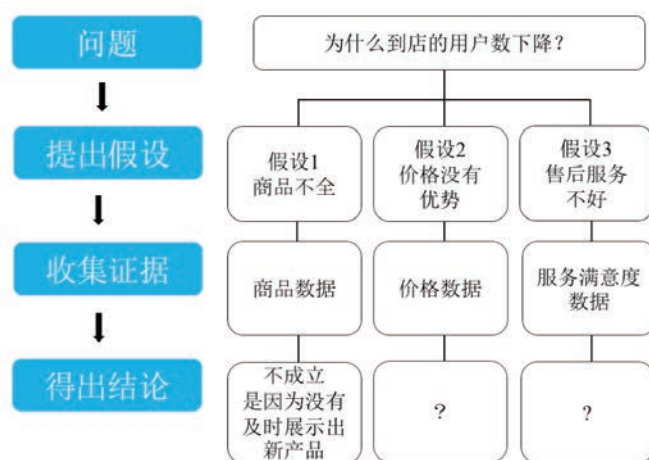 问题
为什么到店的用户数下降?
提出假设
假设1
商品不全
假设2
价格没有
优势
假设3
售后服务
不好
收集证据
商品数据
价格数据
服务满意度
数据
得出结论
不成立
是因为没有
及时展示出
新产品
?
?